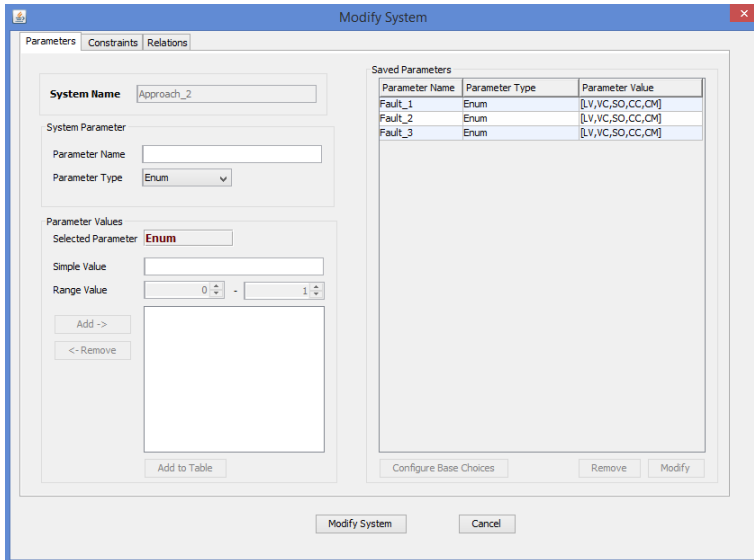 Modify System
Parameters Constraints Relations
System Name Approach_2
System Parameter
Parameter Name
Parameter Type Enum
Parameter Values
Selected Parameter Enum
Simple Value
Range Value 0 - 1
Add ->
<- Remove
Add to Table
Saved Parameters
Parameter Name Parameter Type Parameter Value
Fault_1 Enum [LV,VC,SO,CC,CM]
Fault_2 Enum [LV,VC,SO,CC,CM]
Fault_3 Enum [LV,VC,SO,CC,CM]
Configure Base Choices Remove Modify
Modify System Cancel